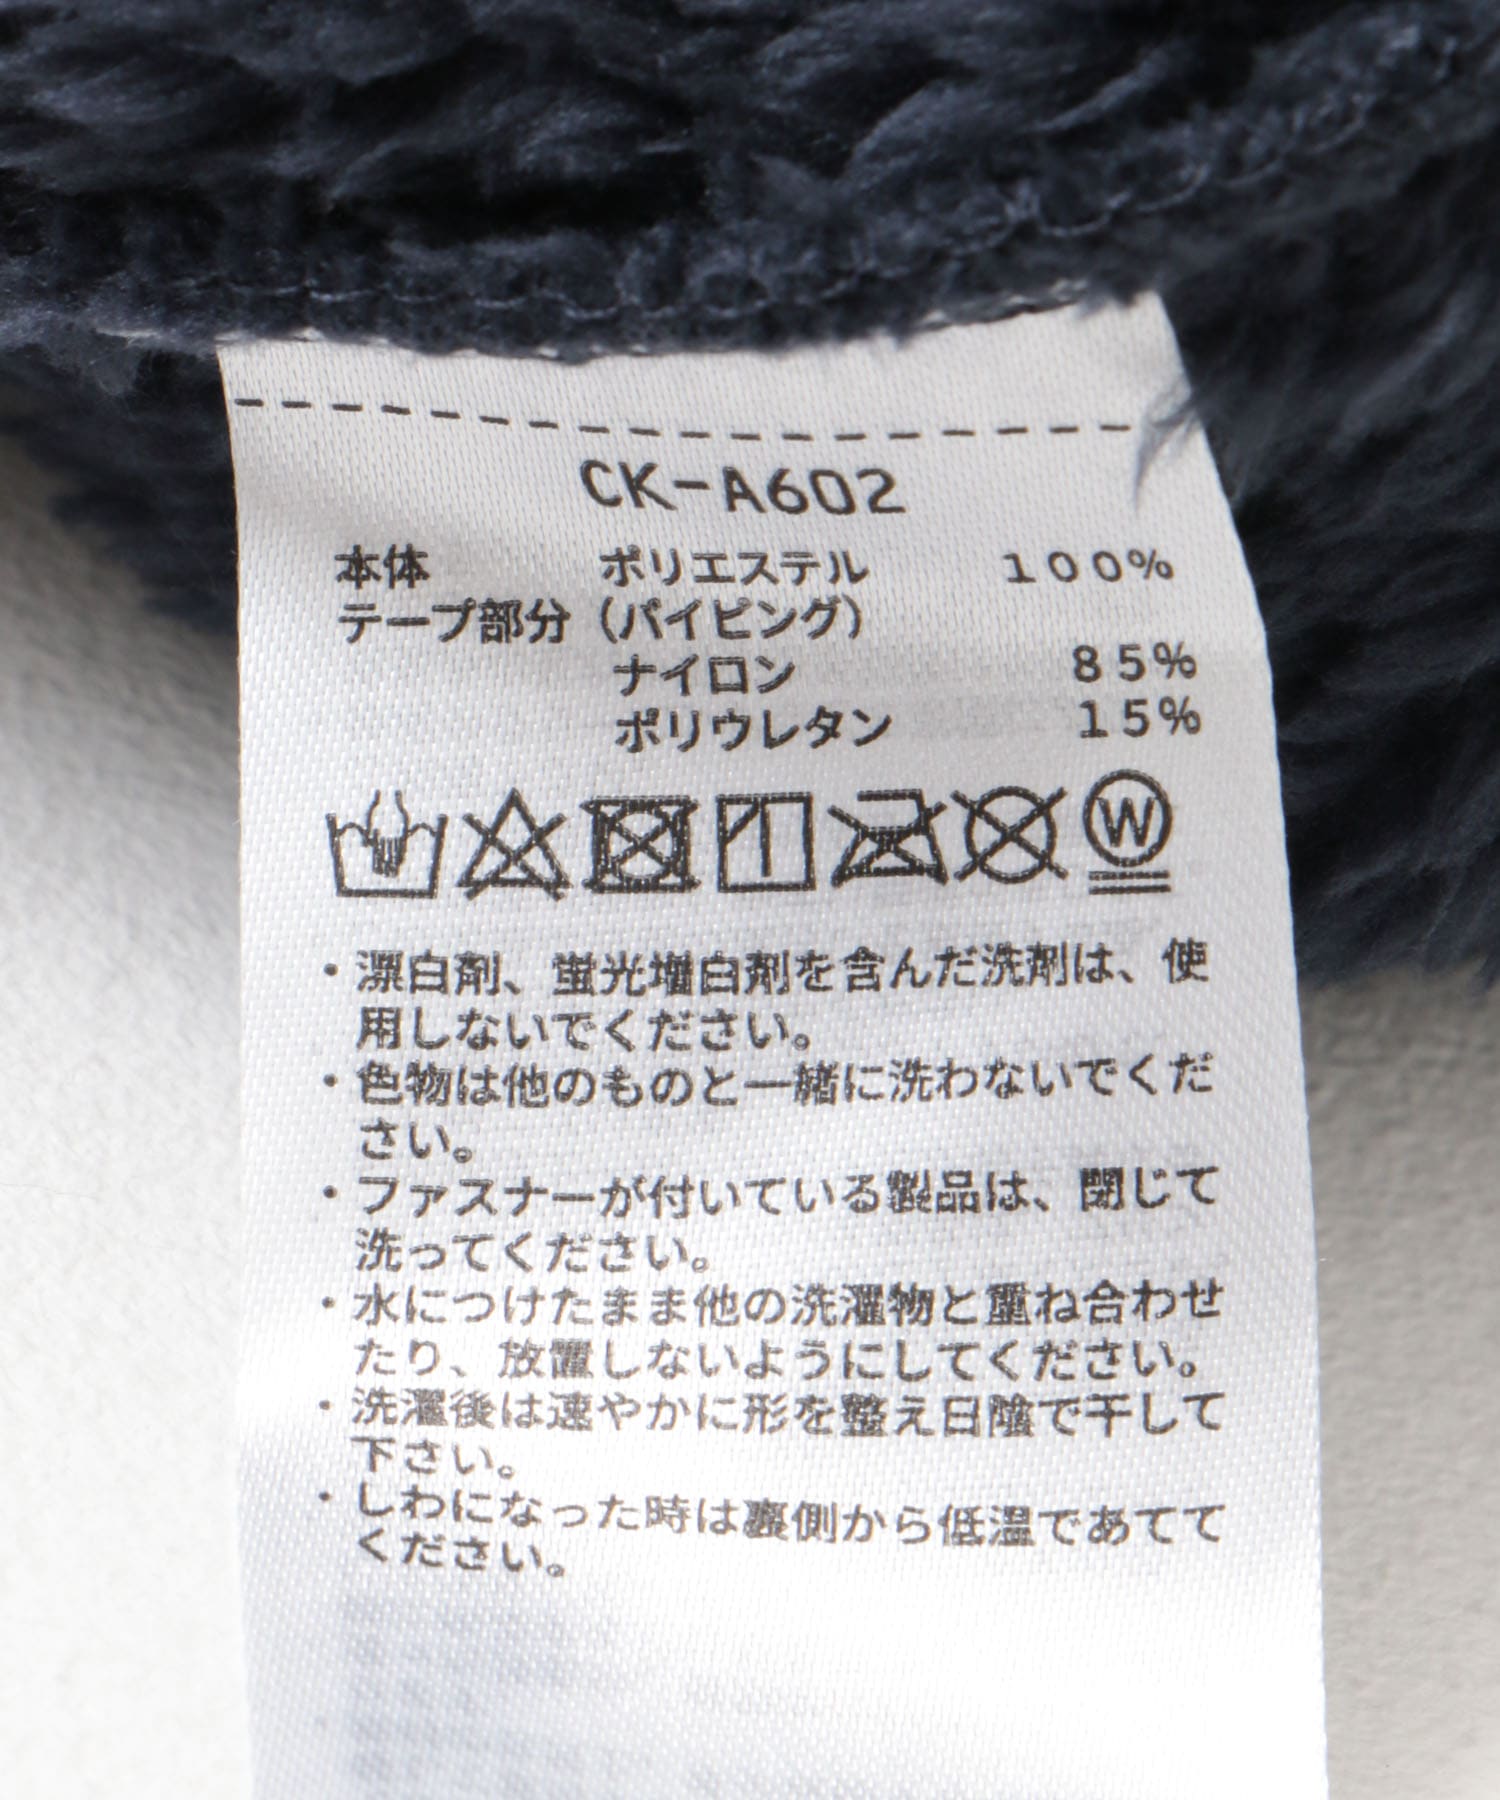 CK-A602
本体 ポリエステル 100%
テープ部分(パイピング)
ナイロン 85%
ポリウレタン 15%
W
・漂白剤、蛍光増白剤を含んだ洗剤は、使
用しないでください。
・色物は他のものと一緒に洗わないでくだ
さい。
・ファスナーが付いている製品は、閉じて
洗ってください。
・水につけたまま他の洗濯物と重ね合わせ
たり、放置しないようにしてください。
・洗濯後は速やかに形を整え日陰で干して
下さい。
・しわになった時は裏側から低温であてて
ください。